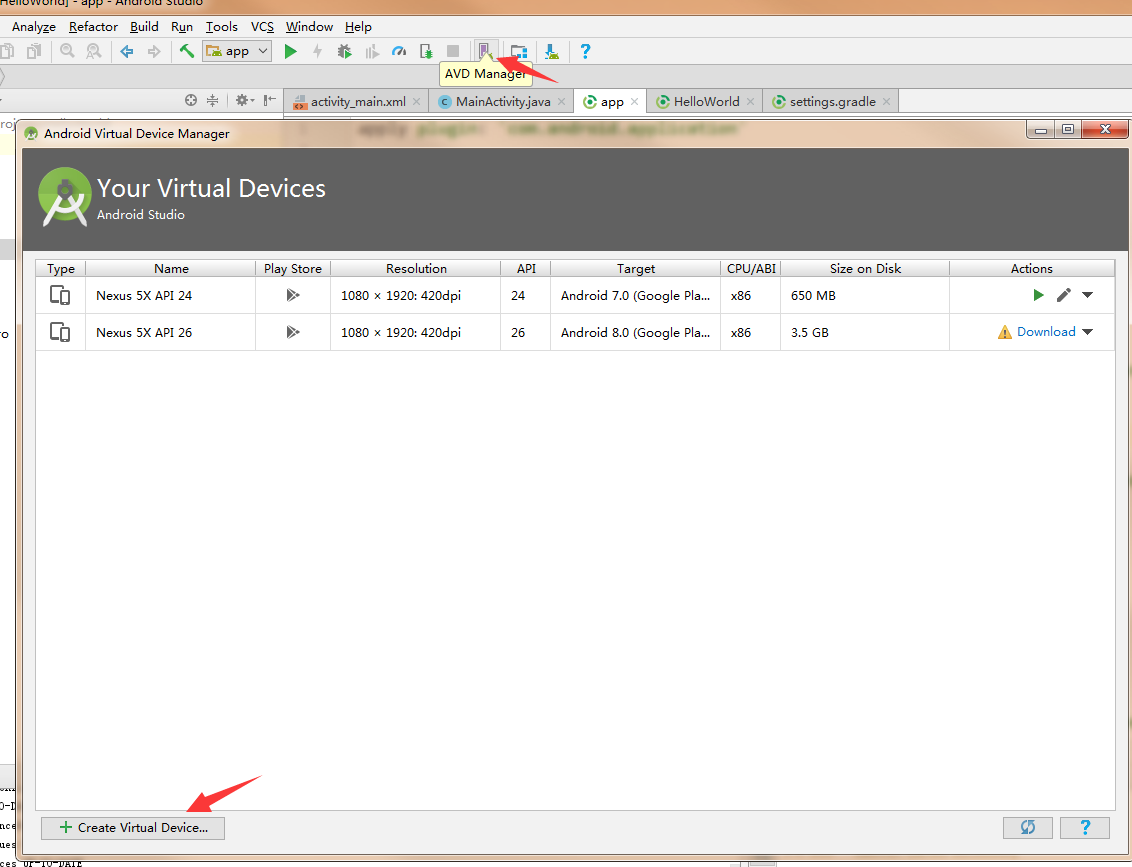 HelloWorld] - app - Android Studio
Analyze Refactor Build Run Tools VCS Window Help
app
AVD Manager
activity_main.xml MainActivity.java app HelloWorld settings.gradle
apply plugin: 'com.android.application'
Android Virtual Device Manager
Your Virtual Devices
Android Studio
Type Name Play Store Resolution API Target CPU/ABI Size on Disk Actions
Nexus 5X API 24 1080 × 1920: 420dpi 24 Android 7.0 (Google Pla... x86 650 MB
Nexus 5X API 26 1080 × 1920: 420dpi 26 Android 8.0 (Google Pla... x86 3.5 GB Download
+ Create Virtual Device...
?
UP-TO-DATE